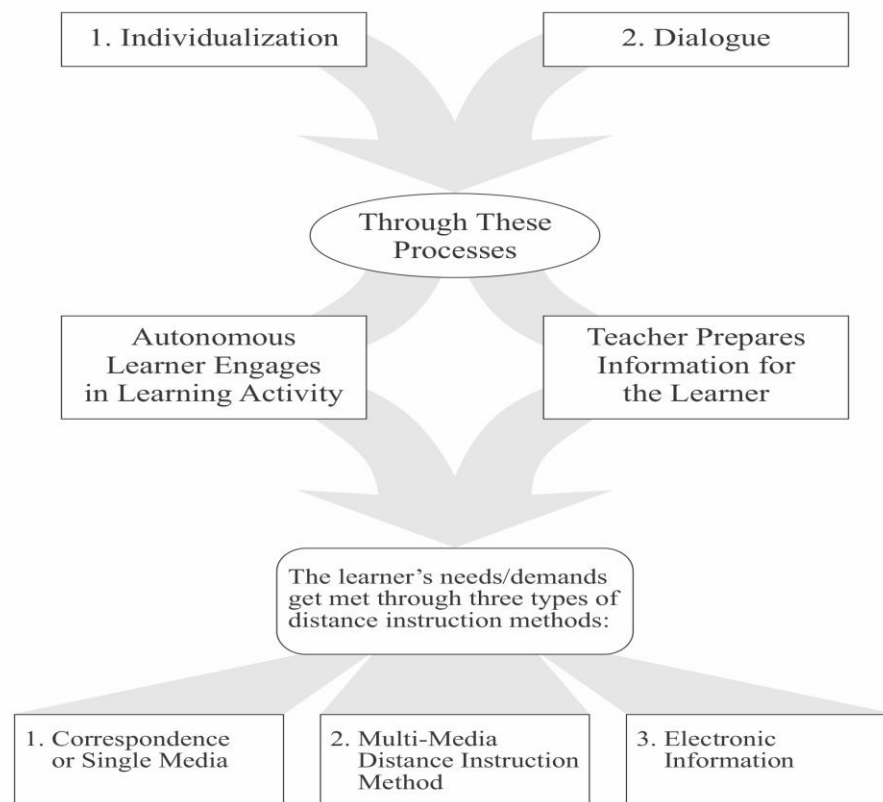 1. Individualization
2. Dialogue
Through These
Processes
Autonomous
Learner Engages
in Learning Activity
Teacher Prepares
Information for
the Learner
The learner’s needs/demands
get met through three types of
distance instruction methods:
1. Correspondence
or Single Media
2. Multi-Media
Distance Instruction
Method
3. Electronic
Information